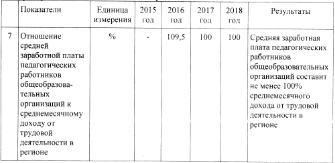 Показатели
Единица измерения
2015 год
2016 год
2017 год
2018 год
Результаты
7
Отношение
средней
заработной платы
педагогических
работников
общеобразова-
тельных
организаций к
среднемесячному
доходу от
трудовой
деятельности в
регионе
%
-
109,5
100
100
Средняя заработная
плата педагогических
работников
общеобразовательных
организаций составит
не менее 100%
среднемесячного
дохода от трудовой
деятельности в
регионе